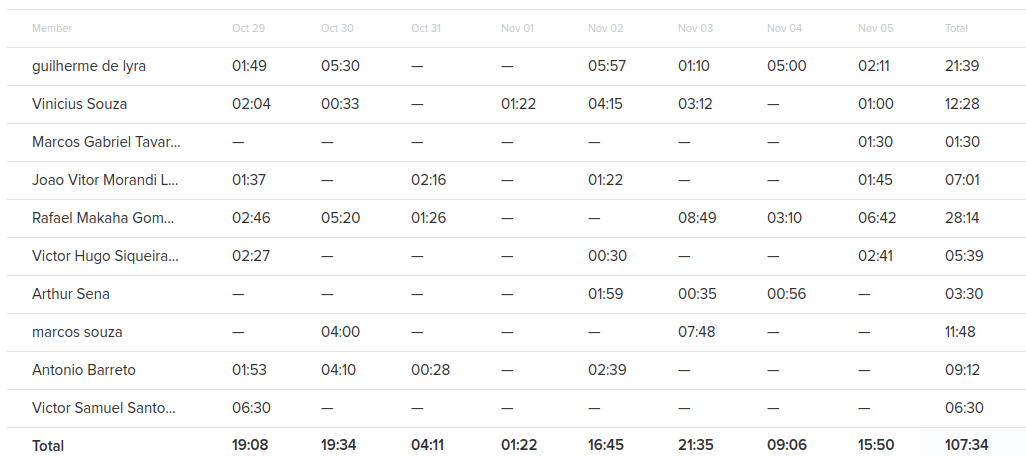 Member Oct 29 Oct 30 Oct 31 Nov 01 Nov 02 Nov 03 Nov 04 Nov 05 Total
guilherme de lyra 01:49 05:30 — — 05:57 01:10 05:00 02:11 21:39
Vinicius Souza 02:04 00:33 — 01:22 04:15 03:12 — 01:00 12:28
Marcos Gabriel Tavar... — — — — — — — 01:30 01:30
Joao Vitor Morandi L... 01:37 — 02:16 — 01:22 — — 01:45 07:01
Rafael Makaha Gom... 02:46 05:20 01:26 — — 08:49 03:10 06:42 28:14
Victor Hugo Siqueira... 02:27 — — — 00:30 — — 02:41 05:39
Arthur Sena — — — — 01:59 00:35 00:56 — 03:30
marcos souza — 04:00 — — — 07:48 — — 11:48
Antonio Barreto 01:53 04:10 00:28 — 02:39 — — — 09:12
Victor Samuel Santo... 06:30 — — — — — — — 06:30
Total 19:08 19:34 04:11 01:22 16:45 21:35 09:06 15:50 107:34